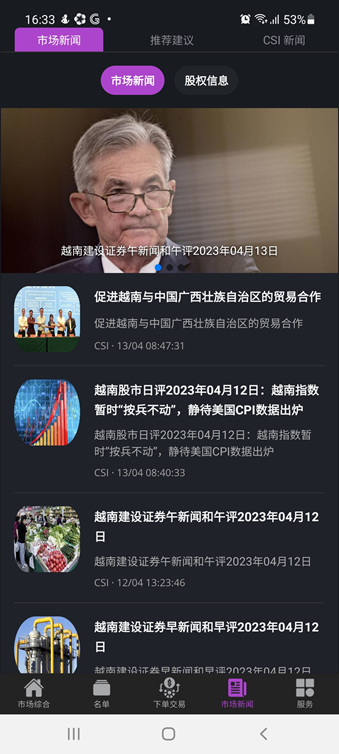 16:33
53%
市场新闻
推荐建议
CSI 新闻
市场新闻
股权信息
越南建设证券午新闻和午评2023年04月13日
促进越南与中国广西壮族自治区的贸易合作
促进越南与中国广西壮族自治区的贸易合作
CSI · 13/04 08:47:31
越南股市日评2023年04月12日：越南指数
暂时“按兵不动”，静待美国CPI数据出炉
越南股市日评2023年04月12日：越南指数
暂时“按兵不动”，静待美国CPI数据出炉
CSI · 13/04 08:40:33
越南建设证券午新闻和午评2023年04月12
日
越南建设证券午新闻和午评2023年04月12日
CSI · 12/04 13:23:46
越南建设证券早新闻和早评2023年04月12
日
越南建设证券早新闻和早评2023年04月12日
市场综合
名单
下单交易
市场新闻
服务